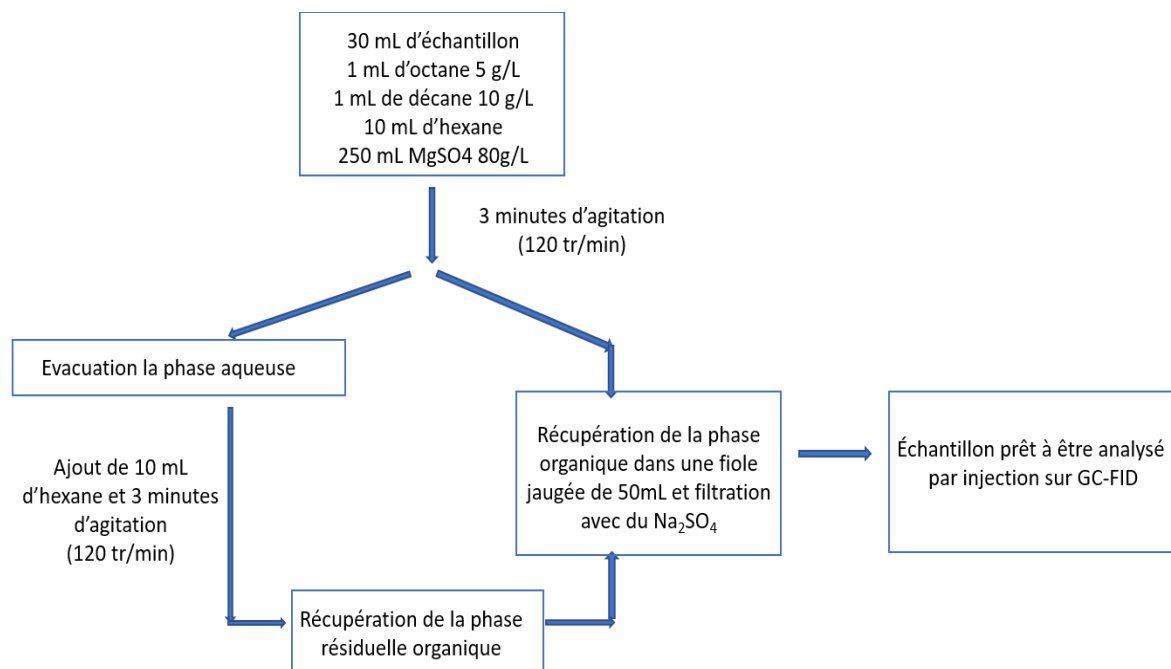 30 mL d’échantillon
1 mL d’octane 5 g/L
1 mL de décane 10 g/L
10 mL d’hexane
250 mL MgSO4 80g/L
3 minutes d’agitation
(120 tr/min)
Evacuation la phase aqueuse
Ajout de 10 mL
d’hexane et 3 minutes
d’agitation
(120 tr/min)
Récupération de la phase
résiduelle organique
Récupération de la phase
organique dans une fiole
jaugée de 50mL et filtration
avec du Na₂SO₄
Échantillon prêt à être analysé
par injection sur GC-FID